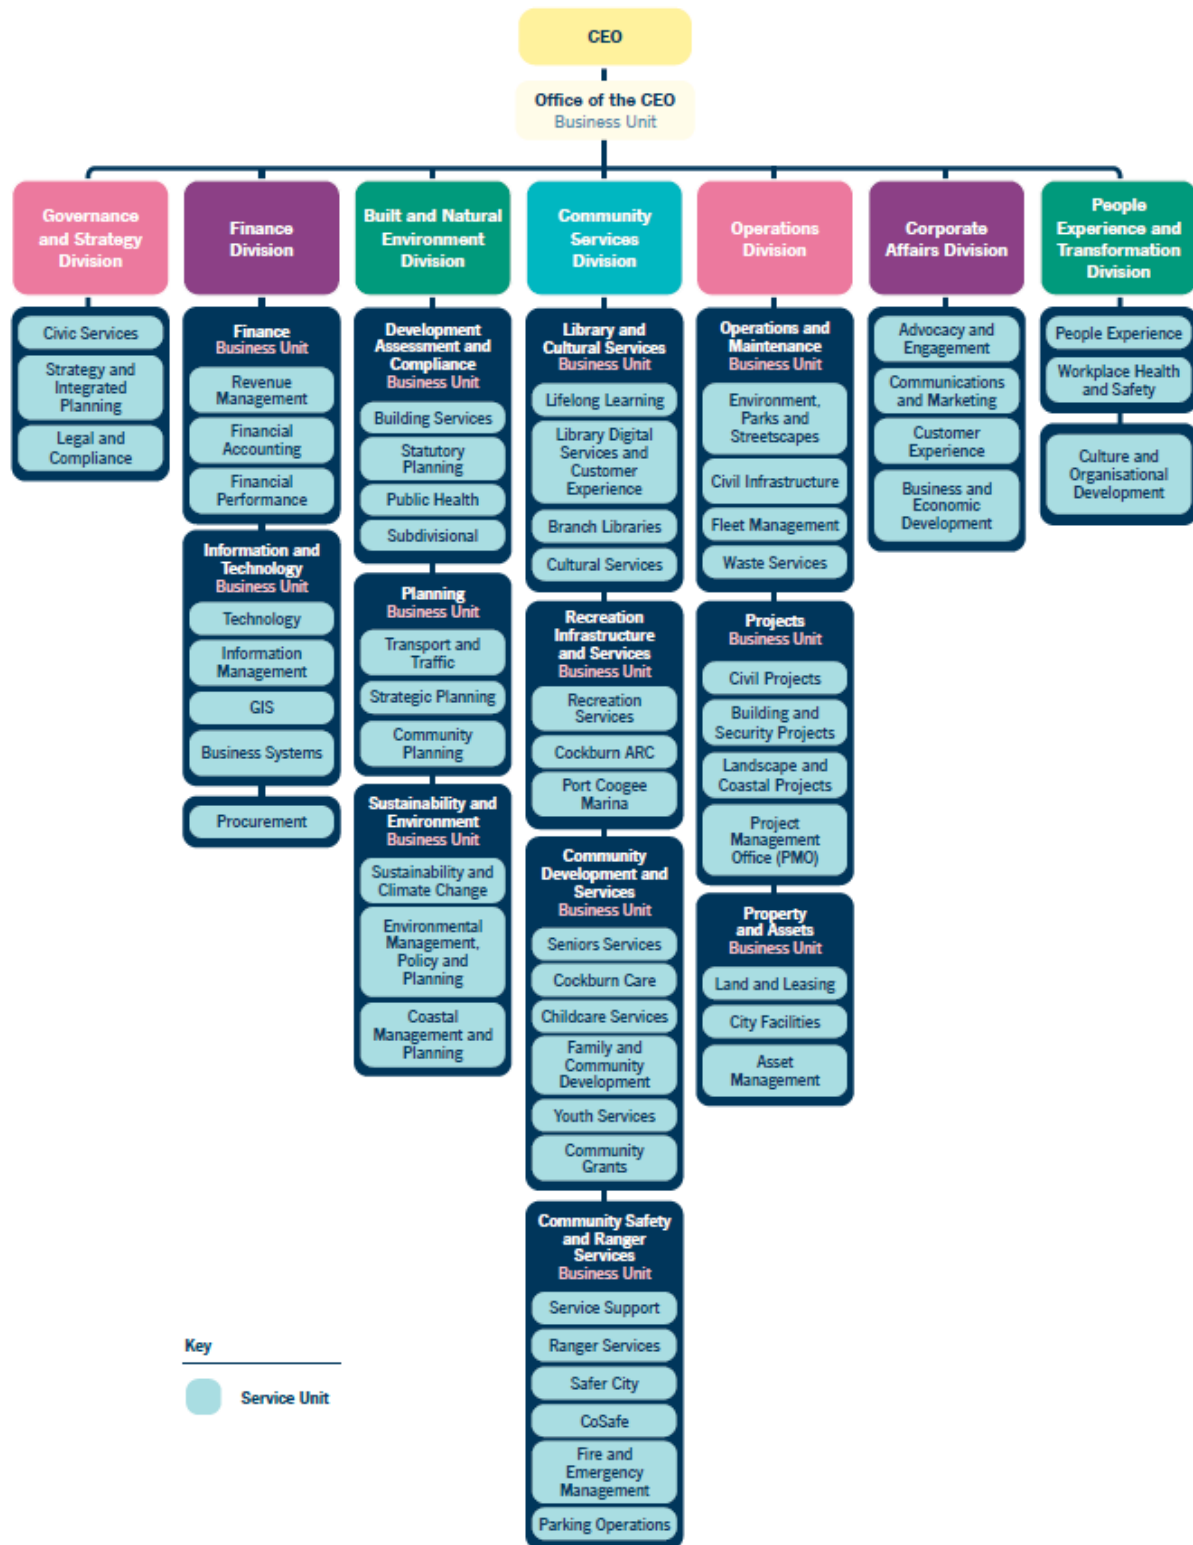 CEO
Office of the CEO
Business Unit
Governance
and Strategy
Division
Civic Services
Strategy and
Integrated
Planning
Legal and
Compliance
Finance
Division
Finance
Business Unit
Revenue
Management
Financial
Accounting
Financial
Performance
Information and
Technology
Business Unit
Technology
Information
Management
GIS
Business Systems
Procurement
Built and Natural
Environment
Division
Development
Assessment and
Compliance
Business Unit
Building Services
Statutory
Planning
Public Health
Subdivisional
Planning
Business Unit
Transport and
Traffic
Strategic Planning
Community
Planning
Sustainability and
Environment
Business Unit
Sustainability and
Climate Change
Environmental
Management,
Policy and
Planning
Coastal
Management and
Planning
Community
Services
Division
Library and
Cultural Services
Business Unit
Lifelong Learning
Library Digital
Services and
Customer
Experience
Branch Libraries
Cultural Services
Recreation
Infrastructure
and Services
Business Unit
Recreation
Services
Cockburn ARC
Port Coogee
Marina
Community
Development and
Services
Business Unit
Seniors Services
Cockburn Care
Childcare Services
Family and
Community
Development
Youth Services
Community
Grants
Community Safety
and Ranger
Services
Business Unit
Service Support
Ranger Services
Safer City
CoSafe
Fire and
Emergency
Management
Parking Operations
Operations
Division
Operations and
Maintenance
Business Unit
Environment,
Parks and
Streetscapes
Civil Infrastructure
Fleet Management
Waste Services
Projects
Business Unit
Civil Projects
Building and
Security Projects
Landscape and
Coastal Projects
Project
Management
Office (PMO)
Property
and Assets
Business Unit
Land and Leasing
City Facilities
Asset
Management
Corporate
Affairs Division
Advocacy and
Engagement
Communications
and Marketing
Customer
Experience
Business and
Economic
Development
People
Experience and
Transformation
Division
People Experience
Workplace Health
and Safety
Culture and
Organisational
Development
Key
Service Unit